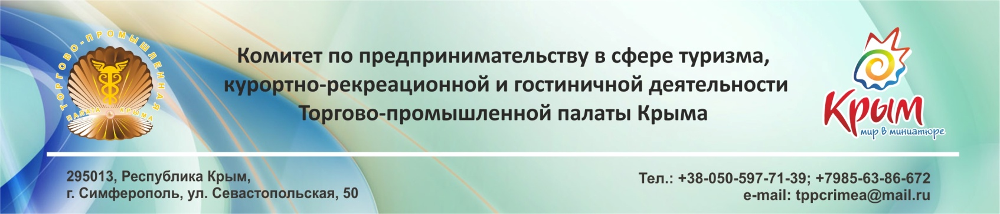 ТОРГОВО-ПРОМЫШЛЕННАЯ
ПАЛАТА КРЫМА
Комитет по предпринимательству в сфере туризма,
курортно-рекреационной и гостиничной деятельности
Торгово-промышленной палаты Крыма
Крым
мир в миниатюре
295013, Республика Крым,
г. Симферополь, ул. Севастопольская, 50
Тел.: +38-050-597-71-39; +7985-63-86-672
e-mail: tppcrimea@mail.ru